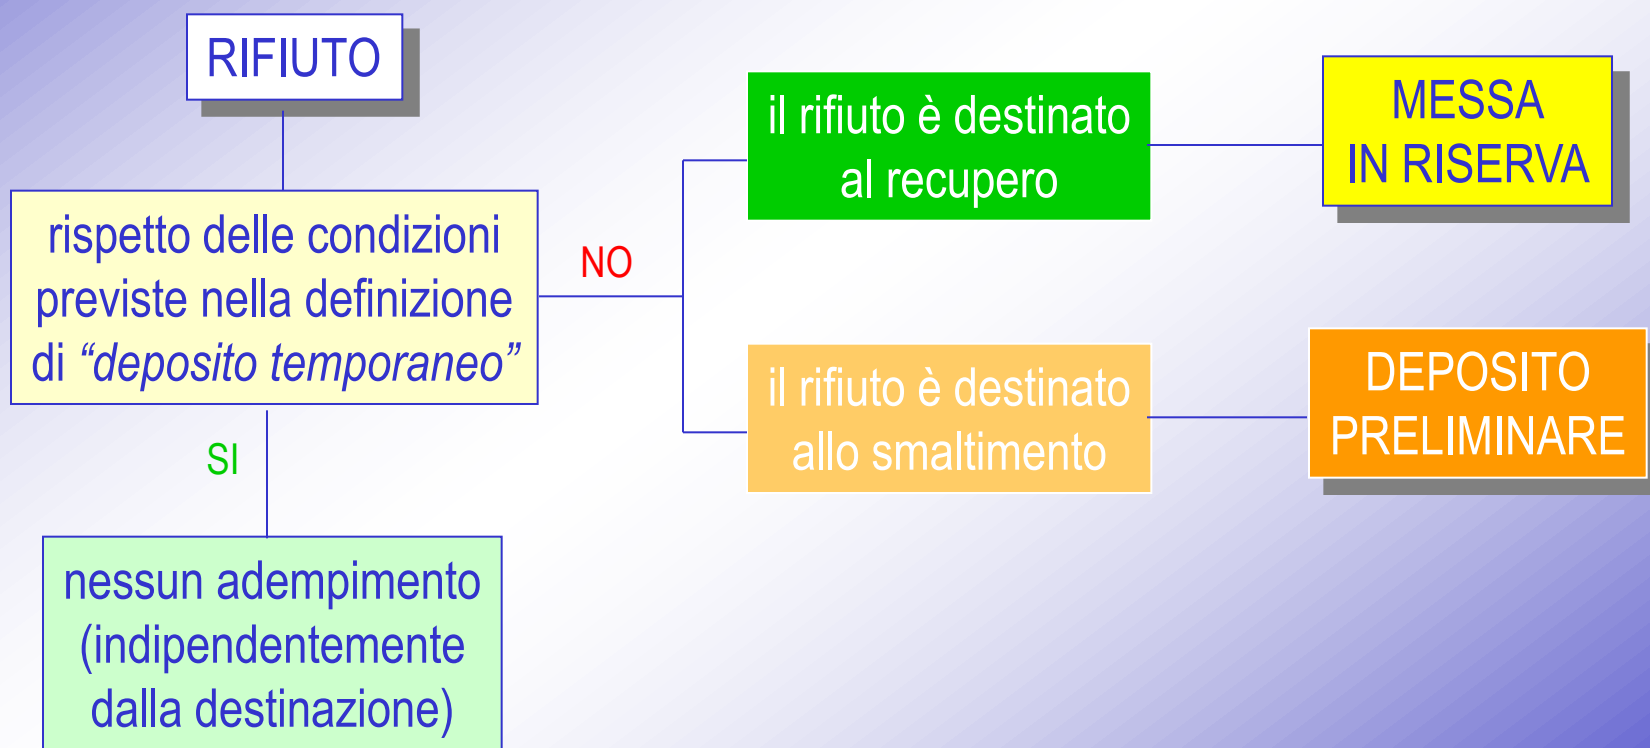 RIFIUTO
rispetto delle condizioni
previste nella definizione
di “deposito temporaneo”
NO
SI
nessun adempimento
(indipendentemente
dalla destinazione)
il rifiuto è destinato
al recupero
MESSA
IN RISERVA
il rifiuto è destinato
allo smaltimento
DEPOSITO
PRELIMINARE